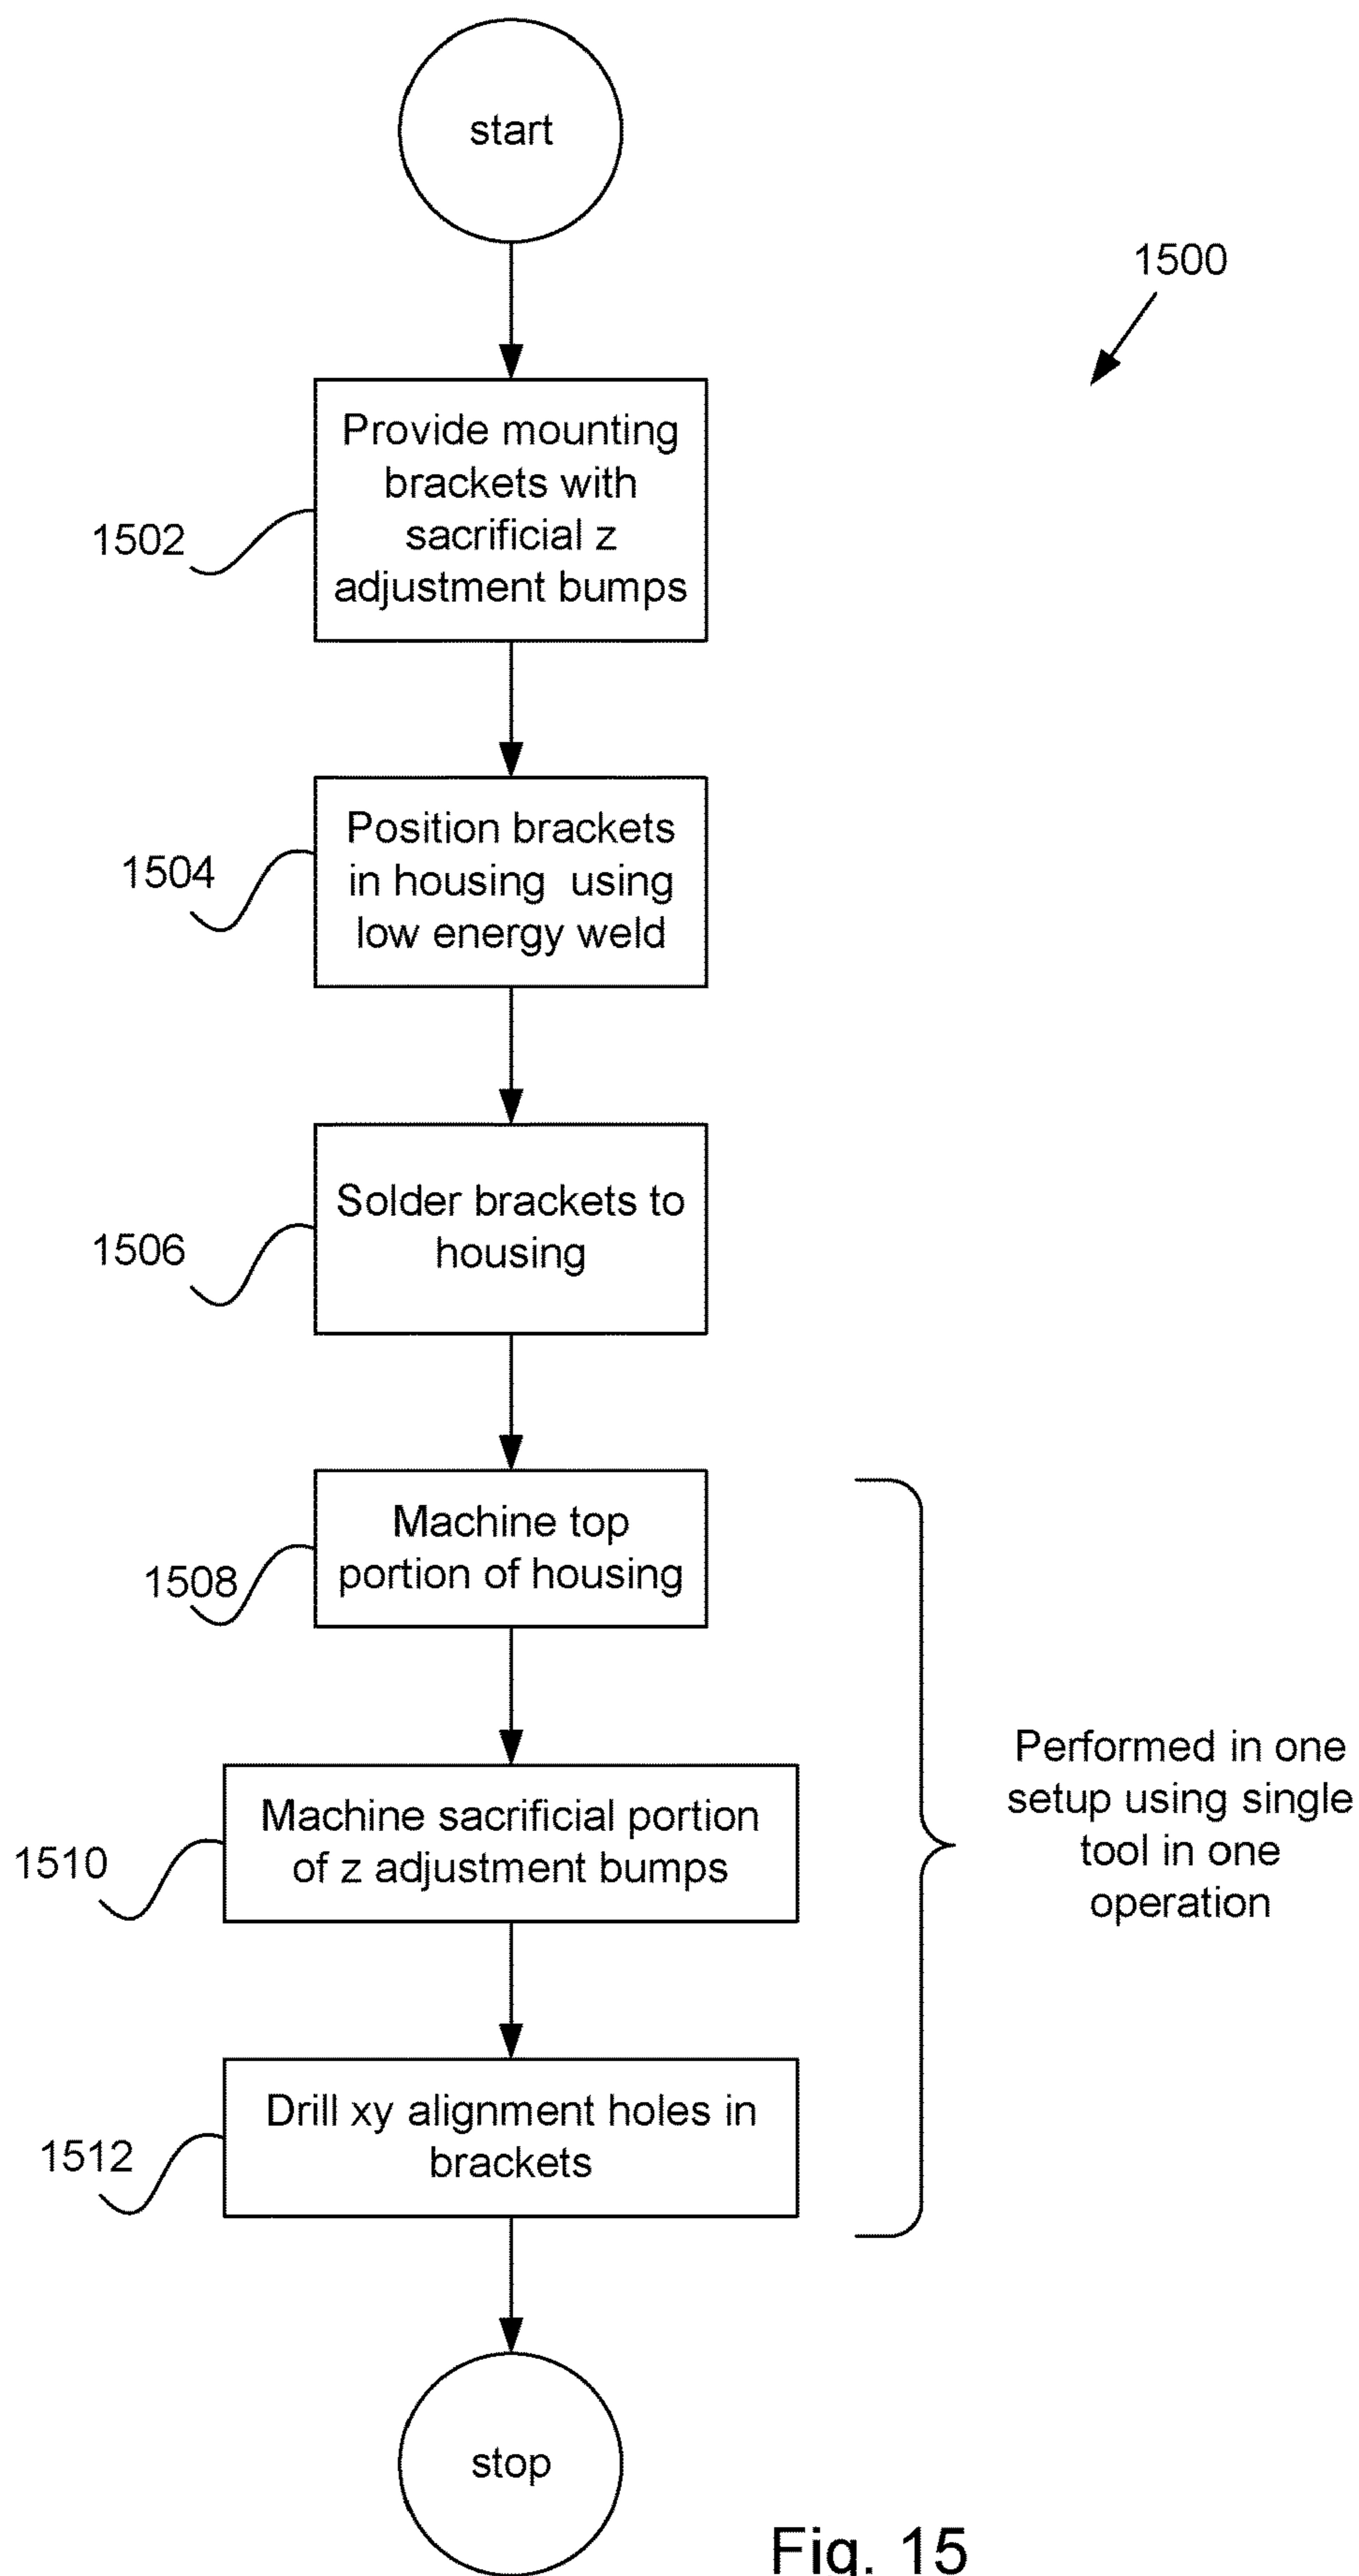 start
1500
Provide mounting
brackets with
sacrificial z
adjustment bumps
1502
Position brackets
in housing using
low energy weld
1504
Solder brackets to
housing
1506
Machine top
portion of housing
1508
Machine sacrificial portion
of z adjustment bumps
1510
Performed in one
setup using single
tool in one
operation
Drill xy alignment holes in
brackets
1512
stop
Fig. 15